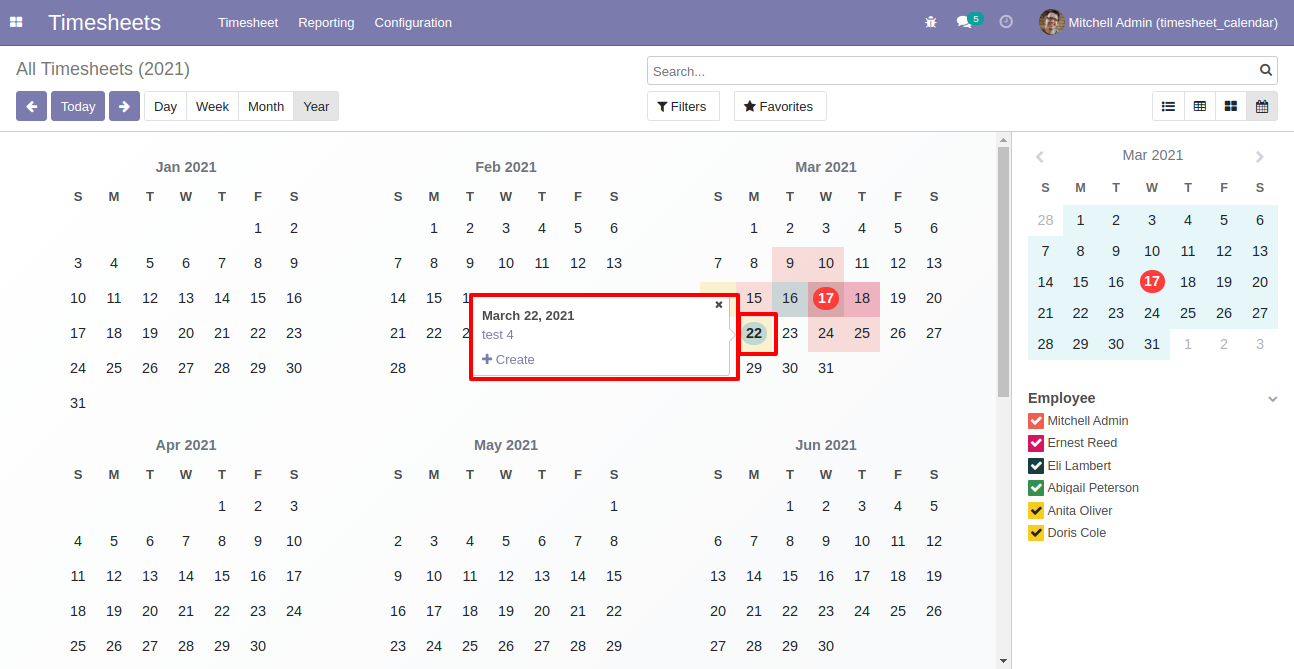 Timesheets Timesheet Reporting Configuration 5 Mitchell Admin (timesheet_calendar)
All Timesheets (2021) Search...
Today Day Week Month Year Filters Favorites
Jan 2021
S M T W T F S
1 2
3 4 5 6 7 8 9
10 11 12 13 14 15 16
17 18 19 20 21 22 23
24 25 26 27 28 29 30
31
Feb 2021
S M T W T F S
1 2 3 4 5 6
7 8 9 10 11 12 13
14 15
21 22
28
Mar 2021
S M T W T F S
1 2 3 4 5 6
7 8 9 10 11 12 13
15 16 17 18 19 20
22 23 24 25 26 27
29 30 31
March 22, 2021
test 4
Create
Apr 2021
S M T W T F S
1 2 3
4 5 6 7 8 9 10
11 12 13 14 15 16 17
18 19 20 21 22 23 24
25 26 27 28 29 30
May 2021
S M T W T F S
1
2 3 4 5 6 7 8
9 10 11 12 13 14 15
16 17 18 19 20 21 22
23 24 25 26 27 28 29
Jun 2021
S M T W T F S
1 2 3 4 5
6 7 8 9 10 11 12
13 14 15 16 17 18 19
20 21 22 23 24 25 26
27 28 29 30
Mar 2021
S M T W T F S
28 1 2 3 4 5 6
7 8 9 10 11 12 13
14 15 16 17 18 19 20
21 22 23 24 25 26 27
28 29 30 31 1 2 3
Employee
Mitchell Admin
Ernest Reed
Eli Lambert
Abigail Peterson
Anita Oliver
Doris Cole